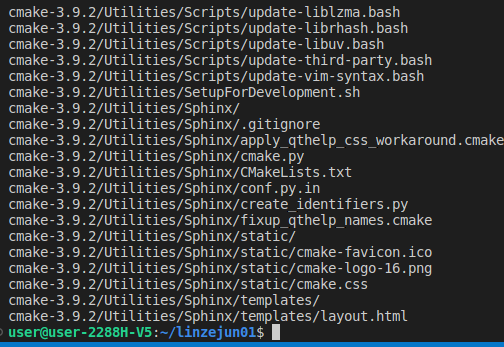 cmake-3.9.2/Utilities/Scripts/update-liblzma.bash
cmake-3.9.2/Utilities/Scripts/update-librhash.bash
cmake-3.9.2/Utilities/Scripts/update-libuv.bash
cmake-3.9.2/Utilities/Scripts/update-third-party.bash
cmake-3.9.2/Utilities/Scripts/update-vim-syntax.bash
cmake-3.9.2/Utilities/SetupForDevelopment.sh
cmake-3.9.2/Utilities/Sphinx/
cmake-3.9.2/Utilities/Sphinx/.gitignore
cmake-3.9.2/Utilities/Sphinx/apply_qthelp_css_workaround.cmake
cmake-3.9.2/Utilities/Sphinx/cmake.py
cmake-3.9.2/Utilities/Sphinx/CMakeLists.txt
cmake-3.9.2/Utilities/Sphinx/conf.py.in
cmake-3.9.2/Utilities/Sphinx/create_identifiers.py
cmake-3.9.2/Utilities/Sphinx/fixup_qthelp_names.cmake
cmake-3.9.2/Utilities/Sphinx/static/
cmake-3.9.2/Utilities/Sphinx/static/cmake-favicon.ico
cmake-3.9.2/Utilities/Sphinx/static/cmake-logo-16.png
cmake-3.9.2/Utilities/Sphinx/static/cmake.css
cmake-3.9.2/Utilities/Sphinx/templates/
cmake-3.9.2/Utilities/Sphinx/templates/layout.html
user@user-2288H-V5:~/linzejun01$